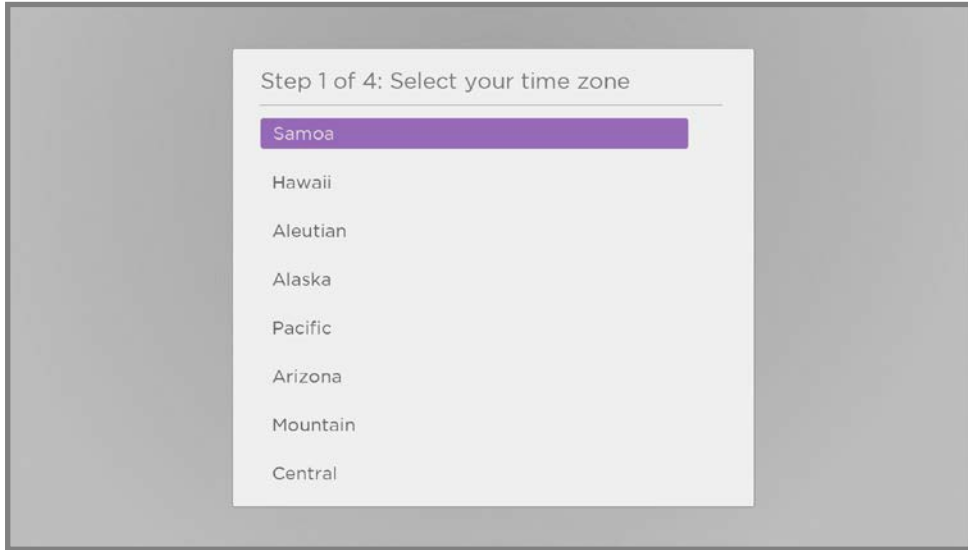 Step 1 of 4: Select your time zone
Samoa
Hawaii
Aleutian
Alaska
Pacific
Arizona
Mountain
Central